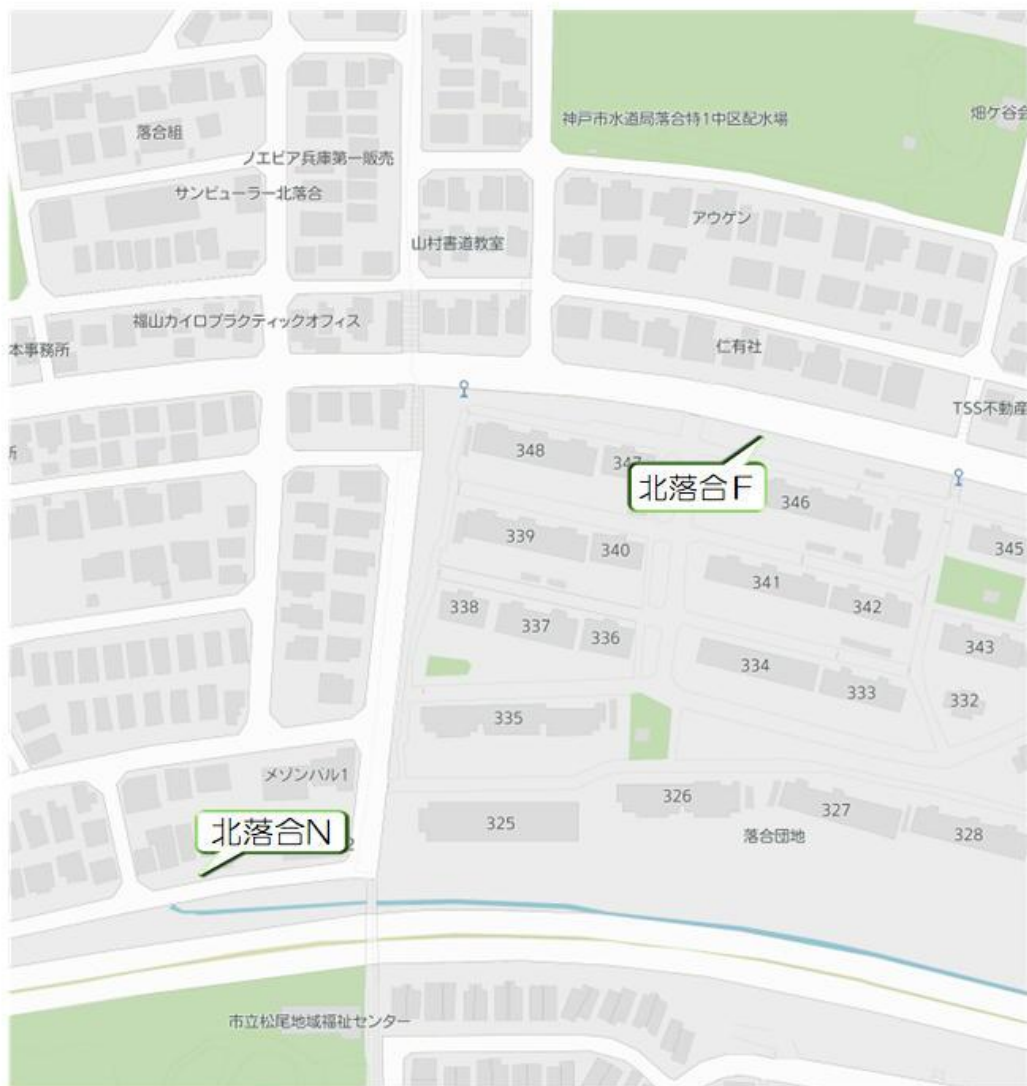 神戸市水道局落合特1中区配水場
畑ケ谷会
落合組
ノエビア兵庫第一販売
サンビューラー北落合
アウゲン
山村書道教室
福山カイロプラクティックオフィス
本事務所
仁有社
TSS不動産
所
348
347
北落合F
346
339
340
345
341
342
338
337
336
343
334
333
332
335
メゾンパル1
326
327
北落合N
2
325
落合団地
328
市立松尾地域福祉センター